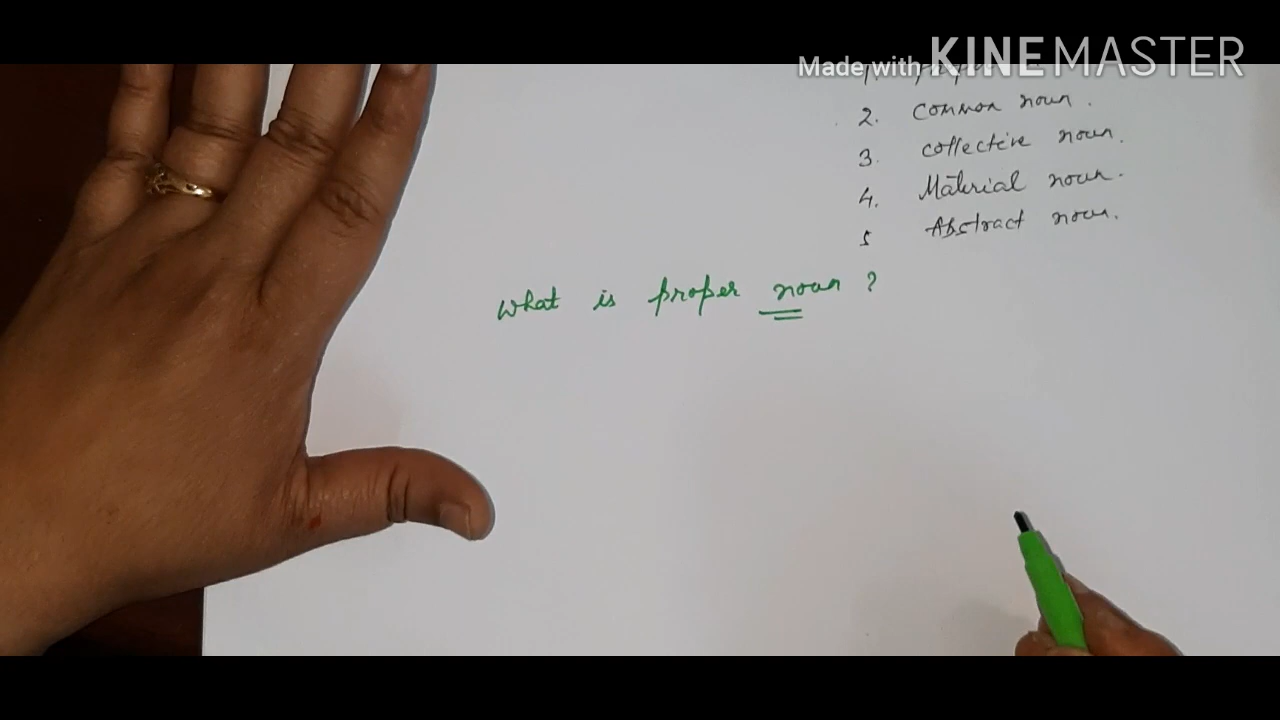 Made with KINEMASTER
2. Common noun.
3. collective noun.
4. Material noun.
5 Abstract noun.
What is proper noun ?